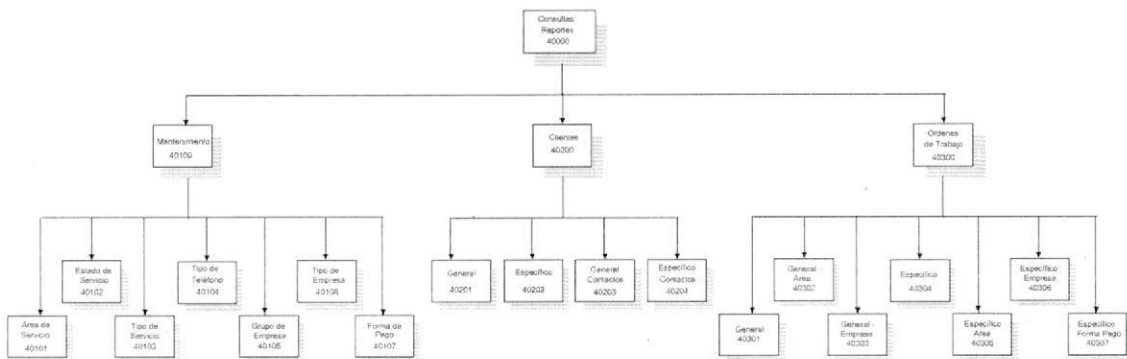 Consultas
Reportes
40000
Mantenimiento
40100
Clientes
40200
Ordenes
de Trabajo
40300
Estado de
Servicio
40102
Tipo de
Teléfono
40104
Tipo de
Empresa
40106
Area de
Servicio
40101
Tipo de
Servicio
40103
Grupo de
Empresa
40105
Forma de
Pago
40107
General
40201
Específico
40202
General
Contactos
40203
Específico
Contactos
40204
General -
Area
40302
Específico
40304
Específico
Empresa
40306
General
40301
General -
Empresa
40303
Específico
Area
40305
Específico
Forma Pago
40307